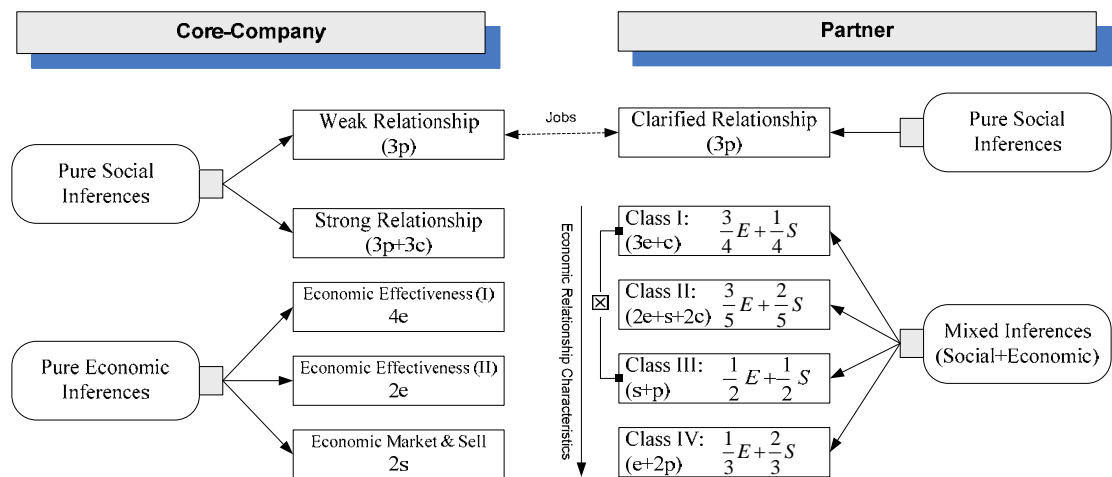 Core-Company
Partner
Pure Social
Inferences
Weak Relationship
(3p)
Strong Relationship
(3p+3c)
Jobs
Clarified Relationship
(3p)
Pure Social
Inferences
Pure Economic
Inferences
Economic Effectiveness (I)
4e
Economic Effectiveness (II)
2e
Economic Market & Sell
2s
Economic Relationship Characteristics
Class I: 3/4 E + 1/4 S
(3e+c)
Class II: 3/5 E + 2/5 S
(2e+s+2c)
Class III: 1/2 E + 1/2 S
(s+p)
Class IV: 1/3 E + 2/3 S
(e+2p)
Mixed Inferences
(Social+Economic)